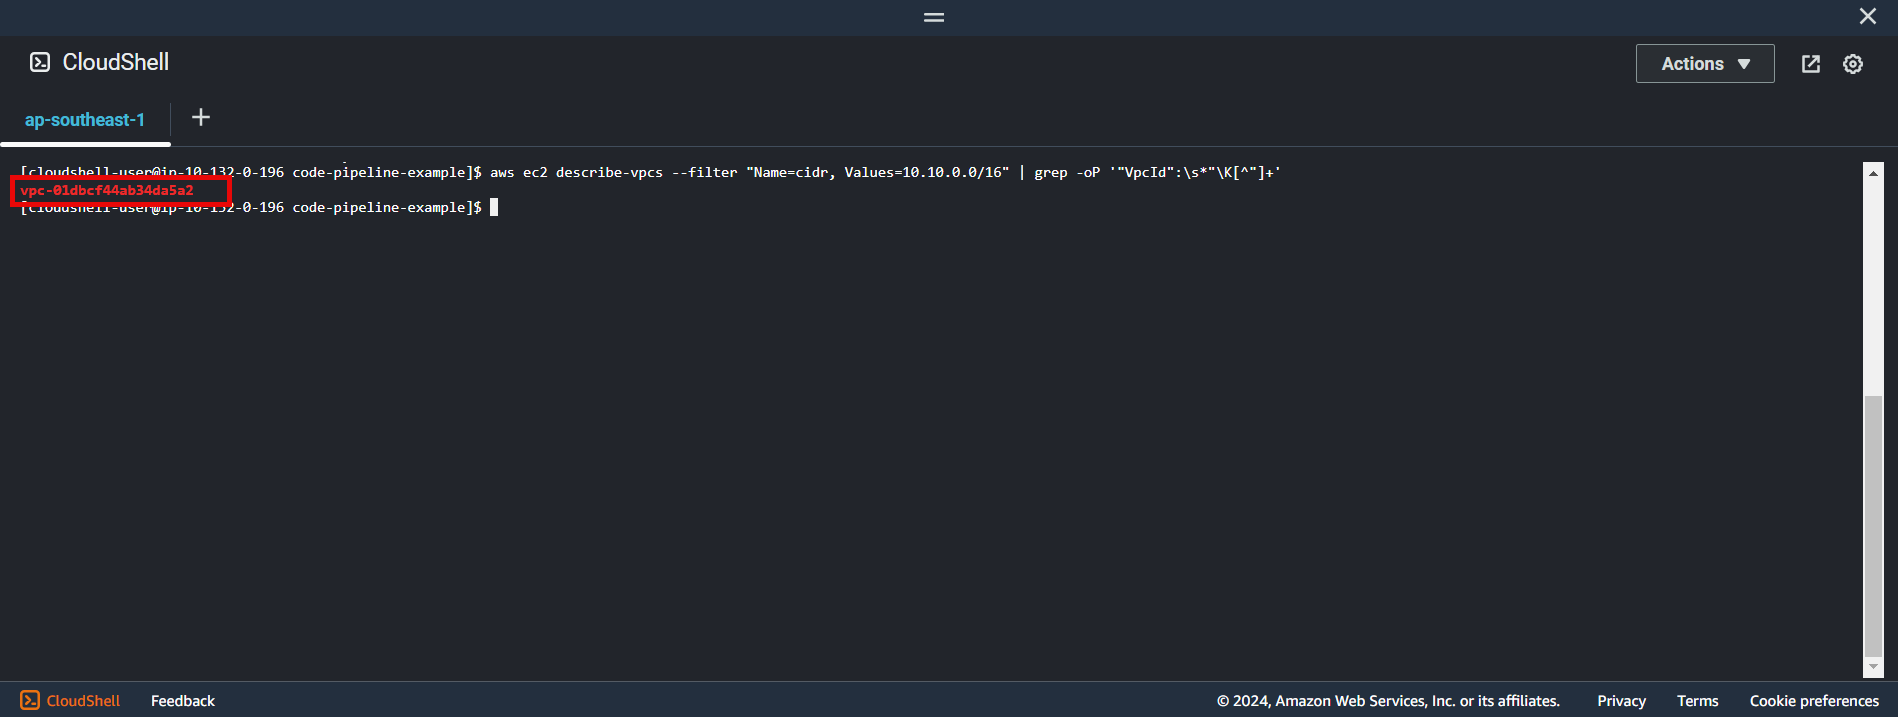 CloudShell
Actions
ap-southeast-1
[cloudshell-user@ip-10-132-0-196 code-pipeline-example]$ aws ec2 describe-vpcs --filter "Name=cidr, Values=10.10.0.0/16" | grep -oP '"VpcId":\s*"\K[^"]+'
vpc-01dbcf44ab34da5a2
[cloudshell-user@ip-10-132-0-196 code-pipeline-example]$
CloudShell Feedback © 2024, Amazon Web Services, Inc. or its affiliates. Privacy Terms Cookie preferences